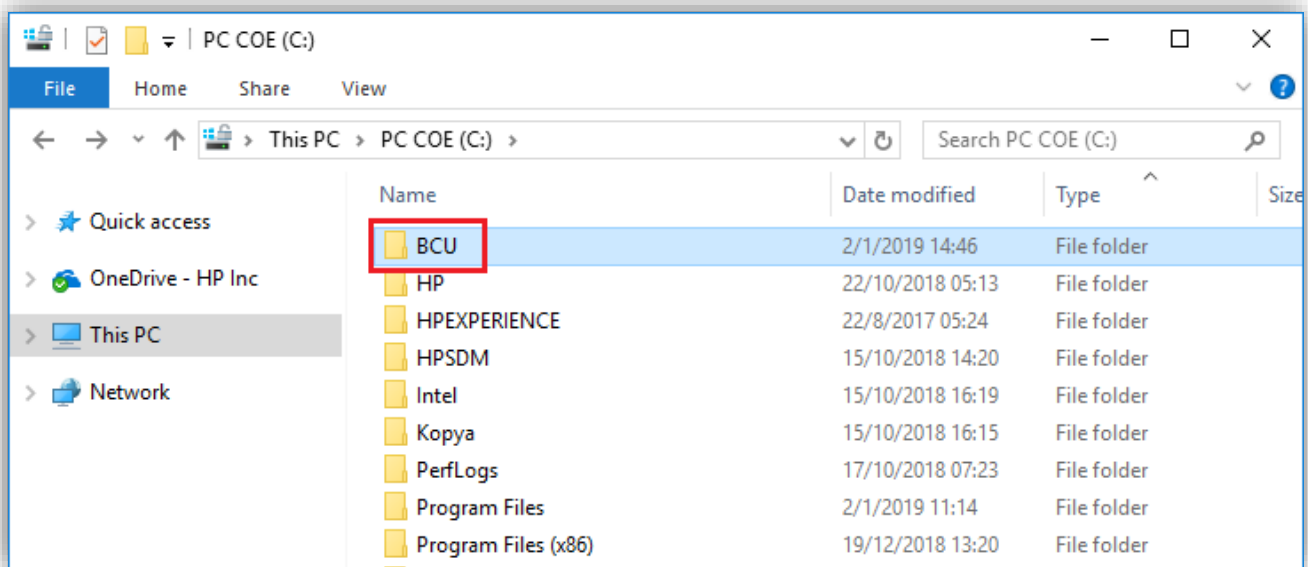 PC COE (C:)
File Home Share View
This PC > PC COE (C:) > Search PC COE (C:)
Name Date modified Type Size
Quick access
OneDrive - HP Inc
This PC
Network
BCU 2/1/2019 14:46 File folder
HP 22/10/2018 05:13 File folder
HPEXPERIENCE 22/8/2017 05:24 File folder
HPSDM 15/10/2018 14:20 File folder
Intel 15/10/2018 16:19 File folder
Kopya 15/10/2018 16:15 File folder
PerfLogs 17/10/2018 07:23 File folder
Program Files 2/1/2019 11:14 File folder
Program Files (x86) 19/12/2018 13:20 File folder